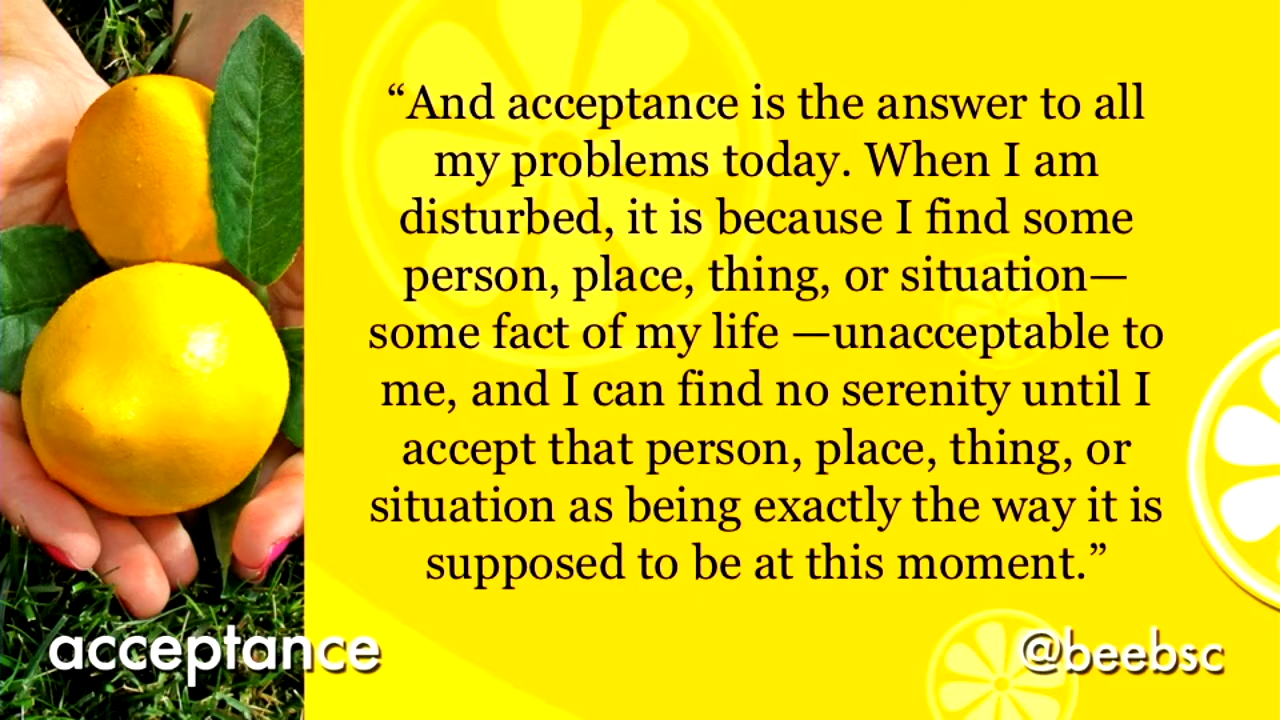 “And acceptance is the answer to all
my problems today. When I am
disturbed, it is because I find some
person, place, thing, or situation—
some fact of my life —unacceptable to
me, and I can find no serenity until I
accept that person, place, thing, or
situation as being exactly the way it is
supposed to be at this moment.”
acceptance
@beebsc